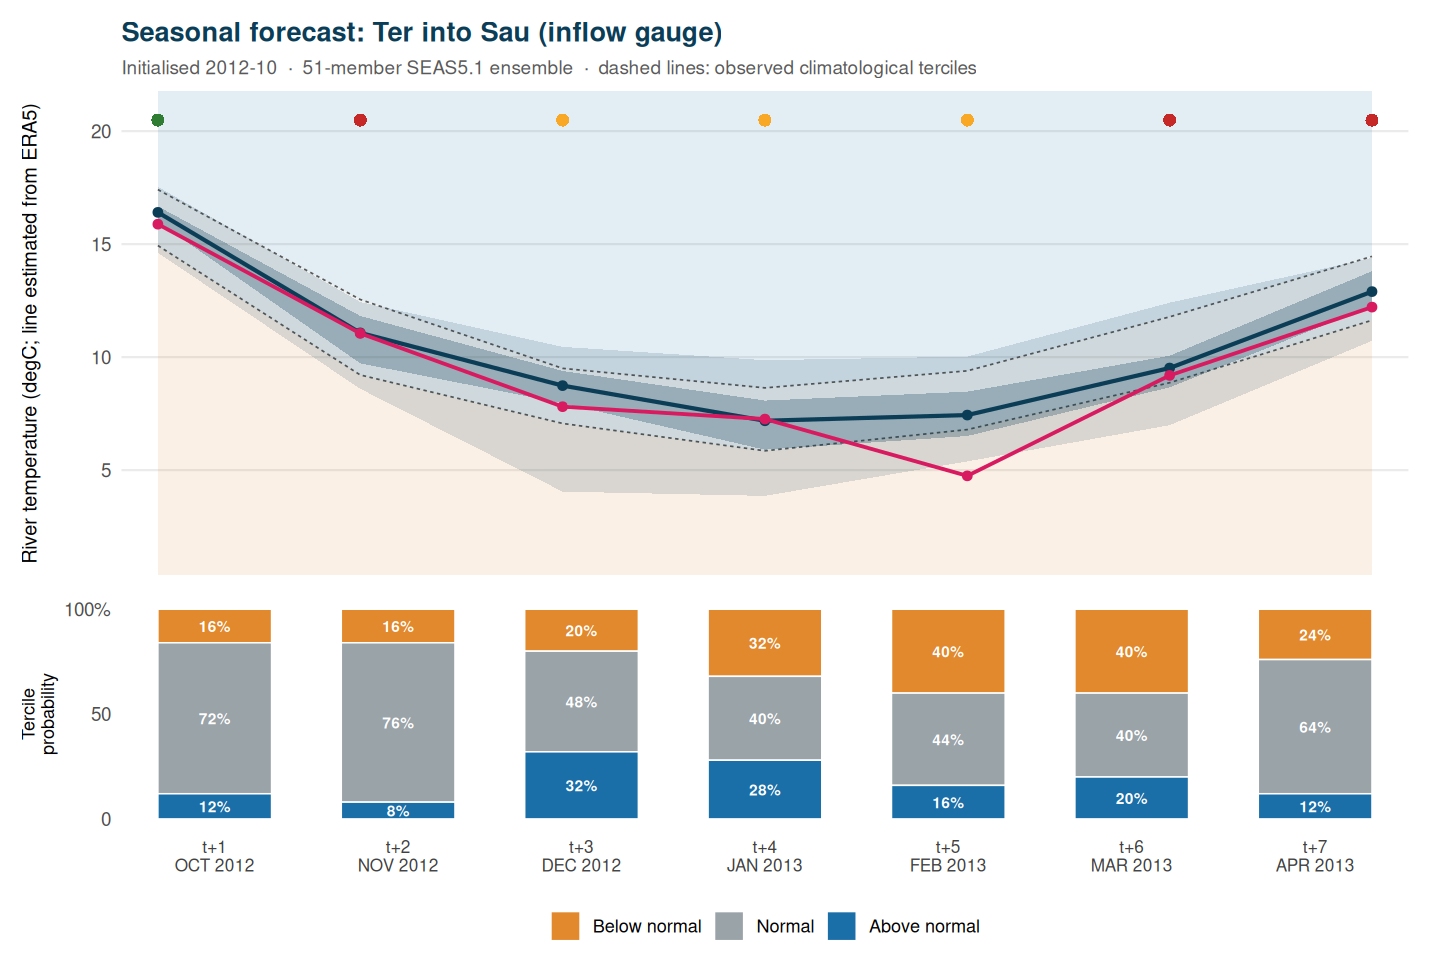 Seasonal forecast: Ter into Sau (inflow gauge)
Initialised 2012-10 · 51-member SEAS5.1 ensemble · dashed lines: observed climatological terciles
River temperature (degC; line estimated from ERA5)
20
15
10
5
Tercile
probability
100%
50
0
16%
16%
20%
32%
40%
40%
24%
72%
76%
48%
40%
44%
40%
64%
12%
8%
32%
28%
16%
20%
12%
t+1
OCT 2012
t+2
NOV 2012
t+3
DEC 2012
t+4
JAN 2013
t+5
FEB 2013
t+6
MAR 2013
t+7
APR 2013
Below normal Normal Above normal